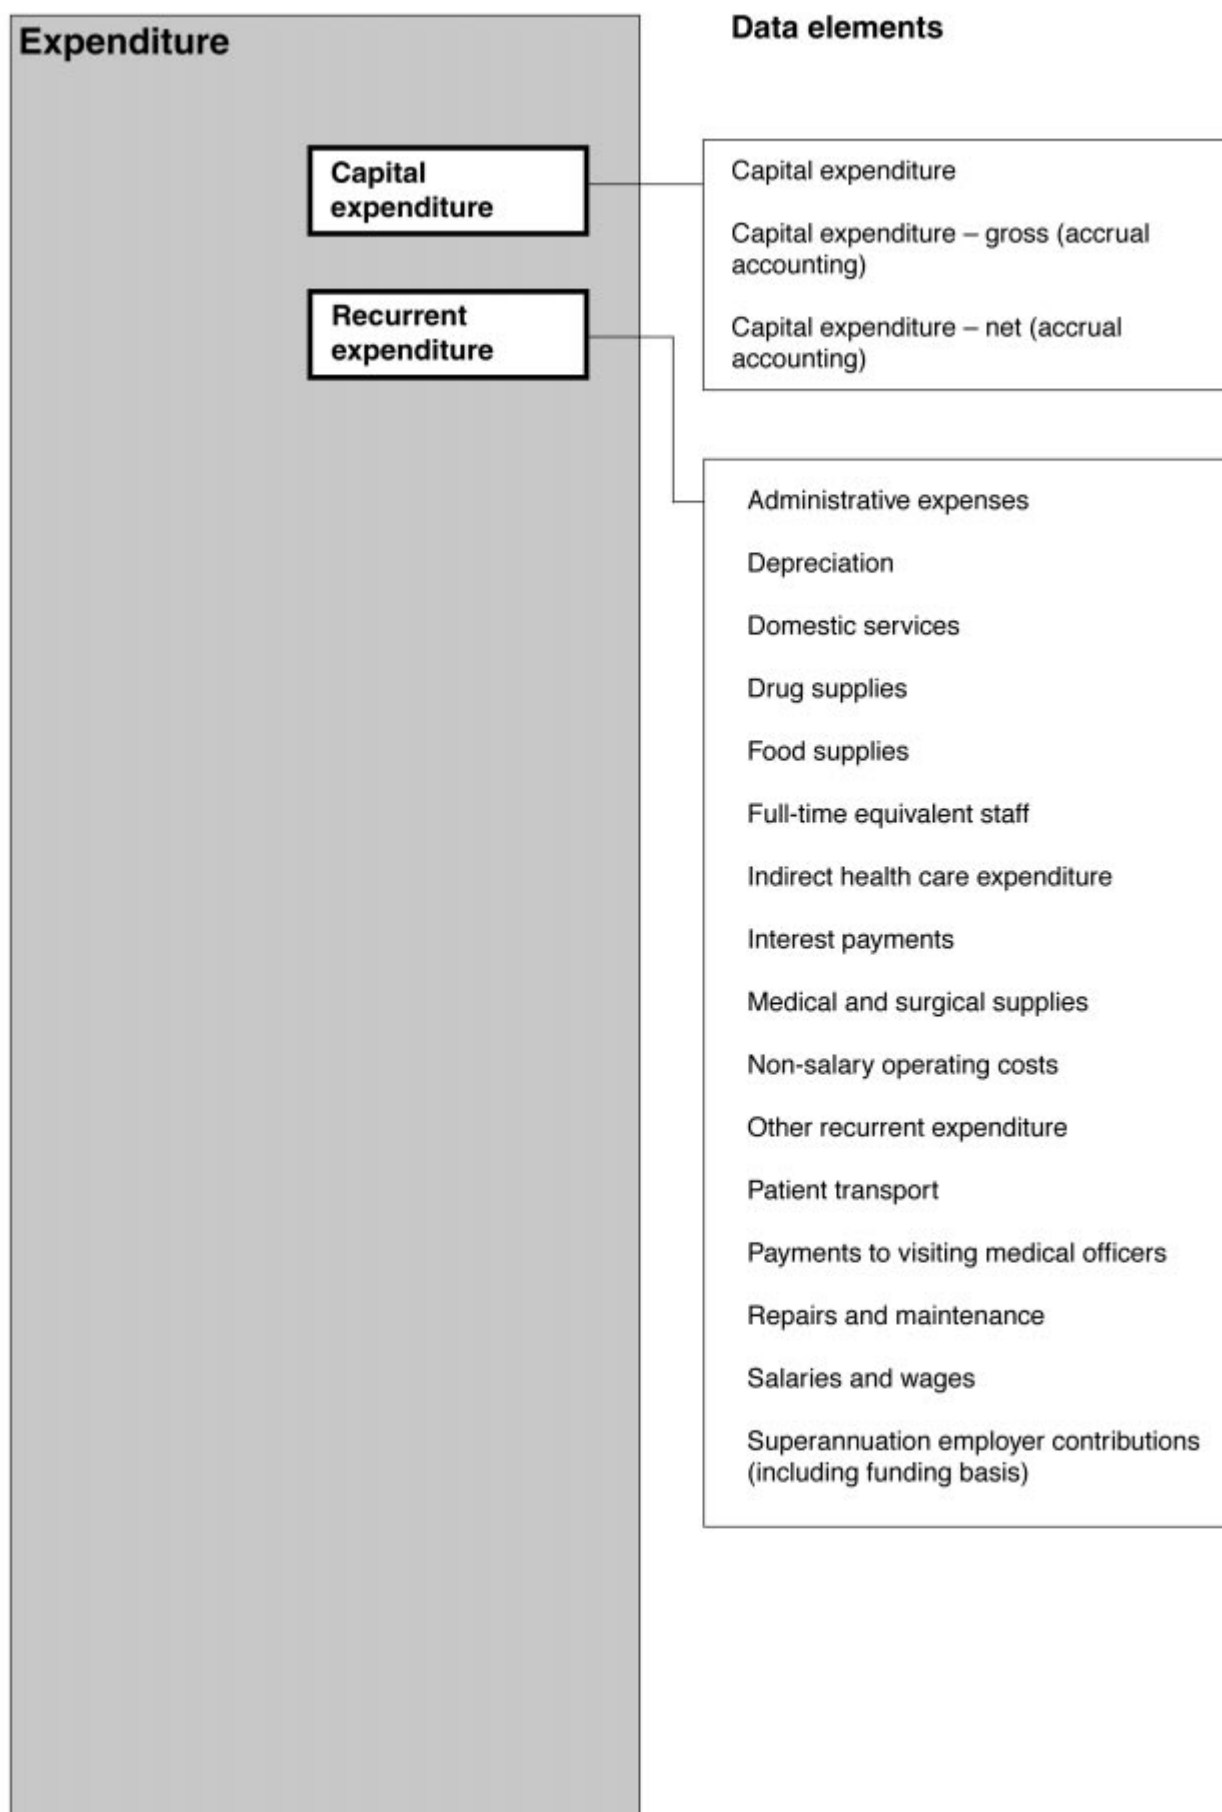 Expenditure
Data elements
Capital
expenditure
Capital expenditure
Capital expenditure – gross (accrual
accounting)
Capital expenditure – net (accrual
accounting)
Recurrent
expenditure
Administrative expenses
Depreciation
Domestic services
Drug supplies
Food supplies
Full-time equivalent staff
Indirect health care expenditure
Interest payments
Medical and surgical supplies
Non-salary operating costs
Other recurrent expenditure
Patient transport
Payments to visiting medical officers
Repairs and maintenance
Salaries and wages
Superannuation employer contributions
(including funding basis)